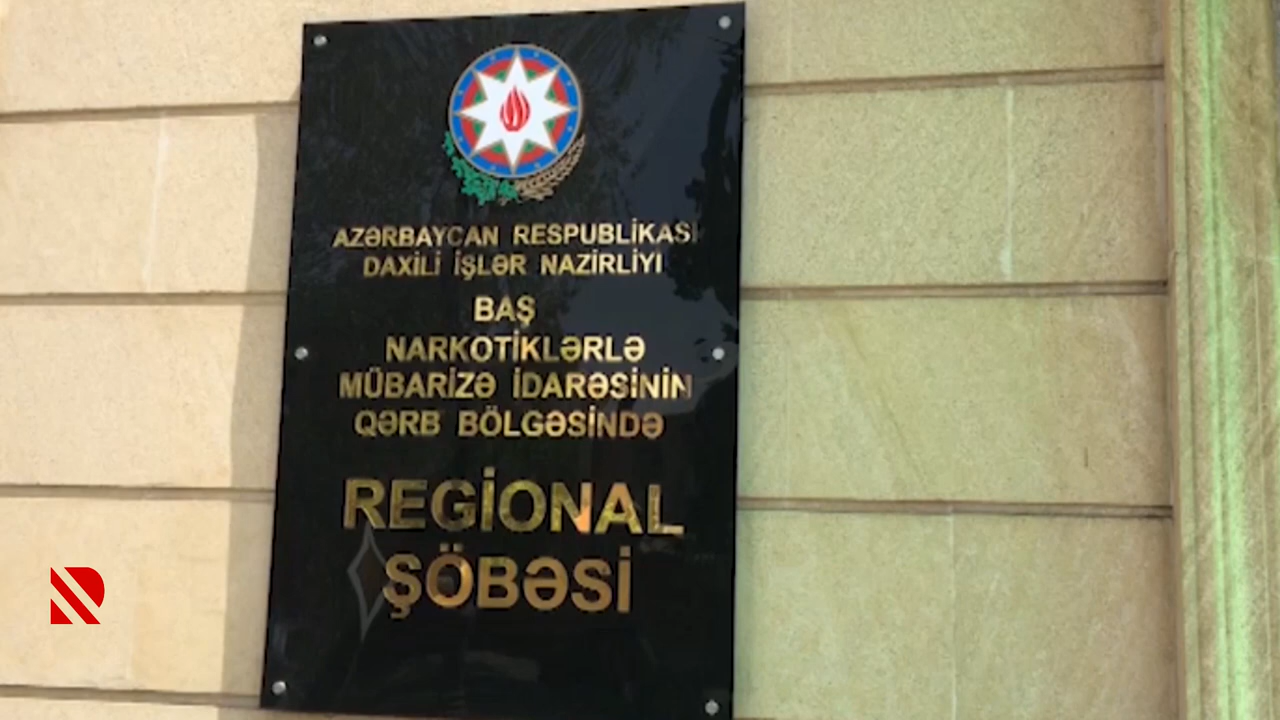 AZƏRBAYCAN RESPUBLİKASI
DAXİLİ İŞLƏR NAZİRLİYİ
BAŞ
NARKOTİKLƏRLƏ
MÜBARİZƏ İDARƏSİNİN
QƏRB BÖLGƏSİNDƏ
REGİONAL
ŞÖBƏSİ